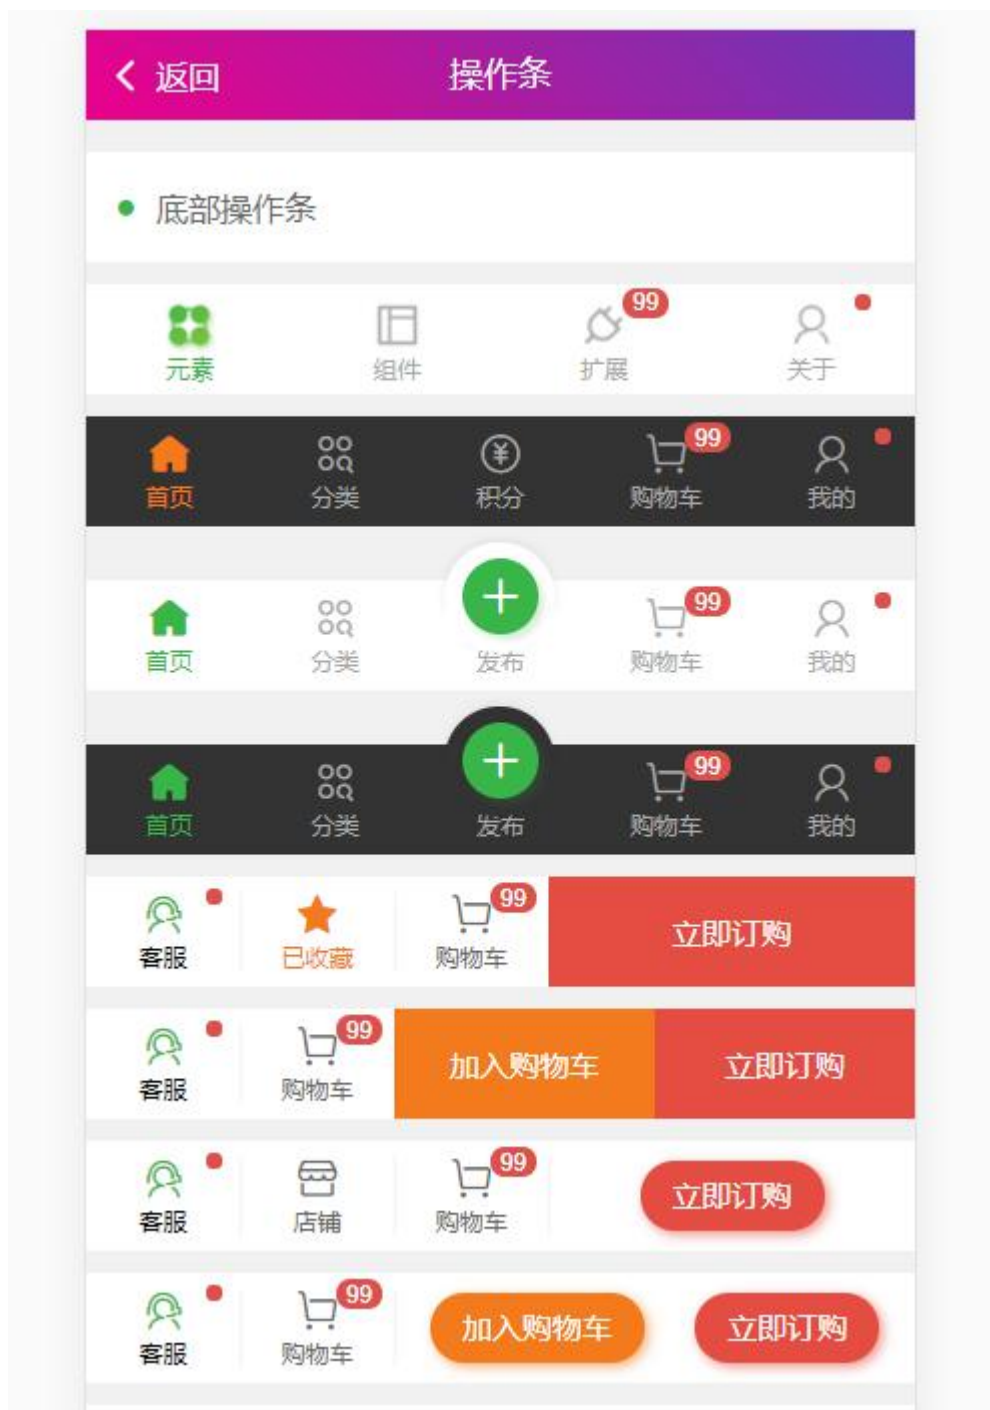 返回 操作条
底部操作条
99
元素 组件 扩展 关于
99
首页 分类 积分 购物车 我的
99
首页 分类 发布 购物车 我的
99
首页 分类 发布 购物车 我的
99
客服 已收藏 购物车 立即订购
99
客服 购物车 加入购物车 立即订购
99
客服 店铺 购物车 立即订购
99
客服 购物车 加入购物车 立即订购